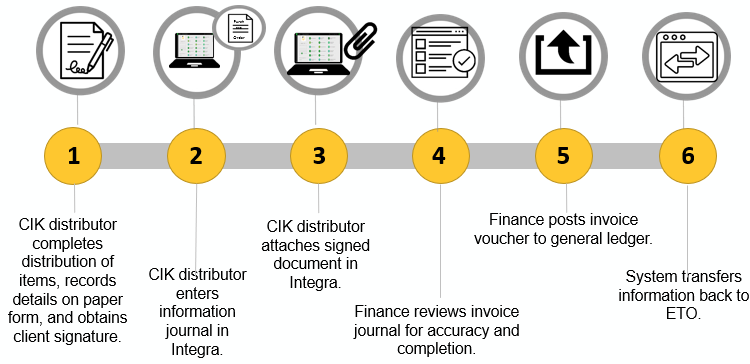 Purch
Order
1
2
3
4
5
6
CIK distributor
completes
distribution of
items, records
details on paper
form, and obtains
client signature.
CIK distributor
enters
information
journal in
Integra.
CIK distributor
attaches signed
document in
Integra.
Finance reviews invoice
journal for accuracy and
completion.
Finance posts invoice
voucher to general ledger.
System transfers
information back to
ETO.